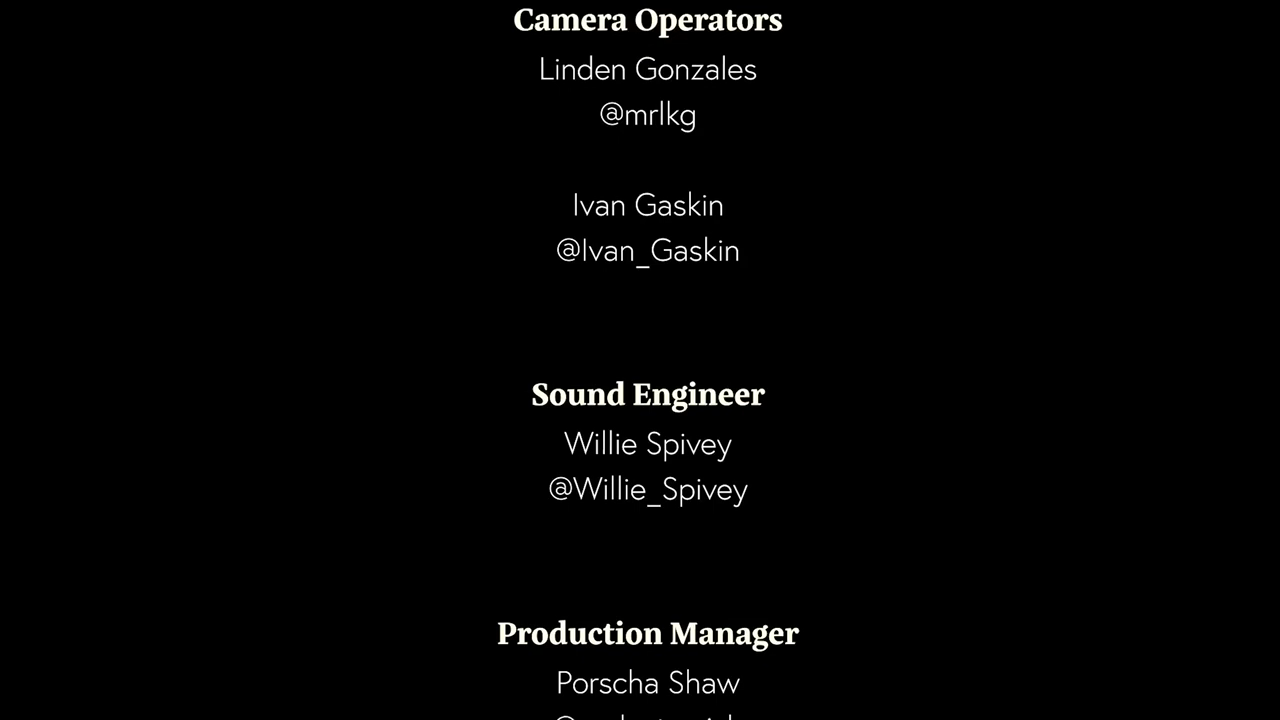 Camera Operators
Linden Gonzales
@mrlkg
Ivan Gaskin
@Ivan_Gaskin
Sound Engineer
Willie Spivey
@Willie_Spivey
Production Manager
Porscha Shaw